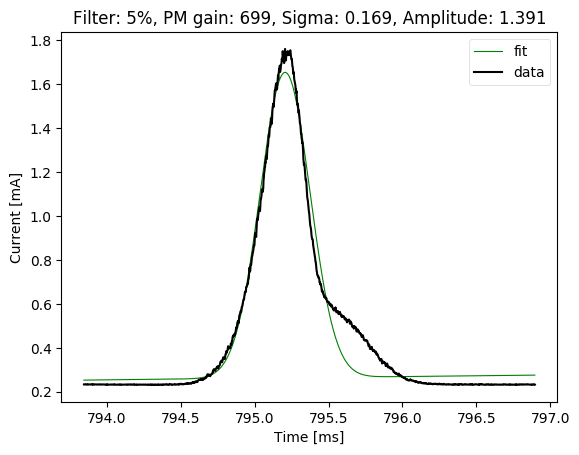 Filter: 5%, PM gain: 699, Sigma: 0.169, Amplitude: 1.391
fit
data
1.8
1.6
1.4
1.2
1.0
0.8
0.6
0.4
0.2
Current [mA]
794.0 794.5 795.0 795.5 796.0 796.5 797.0
Time [ms]